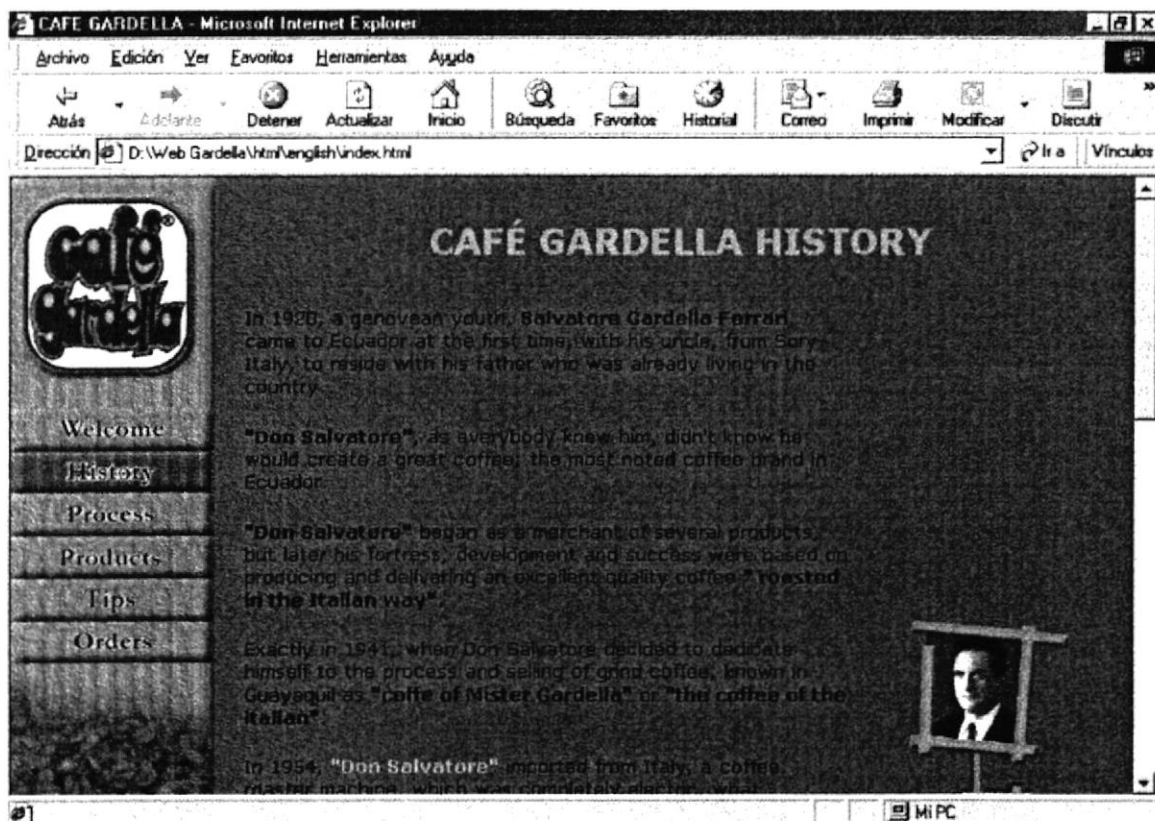 CAFE GARDELLA - Microsoft Internet Explorer
Archivo Edición Ver Favoritos Herramientas Ayuda
Atrás Adelante Detener Actualizar Inicio Búsqueda Favoritos Historial Correo Imprimir Modificar Discutir
Dirección D:\Web Gardella\html\english\index.html Ir a Vínculos
café
gardella
CAFÉ GARDELLA HISTORY
In 1920, a genovean youth, Salvatore Gardella Ferrari
came to Ecuador at the first time, with his uncle, from Sory-
Italy, to reside with his father who was already living in the
country.
"Don Salvatore", as everybody knew him, didn't know he
would create a great coffee, the most noted coffee brand in
Ecuador.
"Don Salvatore" began as a merchant of several products,
but later his fortress, development and success were based on
producing and delivering an excellent quality coffee " roasted
in the Italian way".
Exactly in 1941, when Don Salvatore decided to dedicate
himself to the process and selling of grind coffee, known in
Guayaquil as "coffe of Mister Gardella" or "the coffee of the
Italian".
In 1954, "Don Salvatore" imported from Italy, a coffee
machine, which was completely
Welcome
History
Process
Products
Tips
Orders
Mi PC